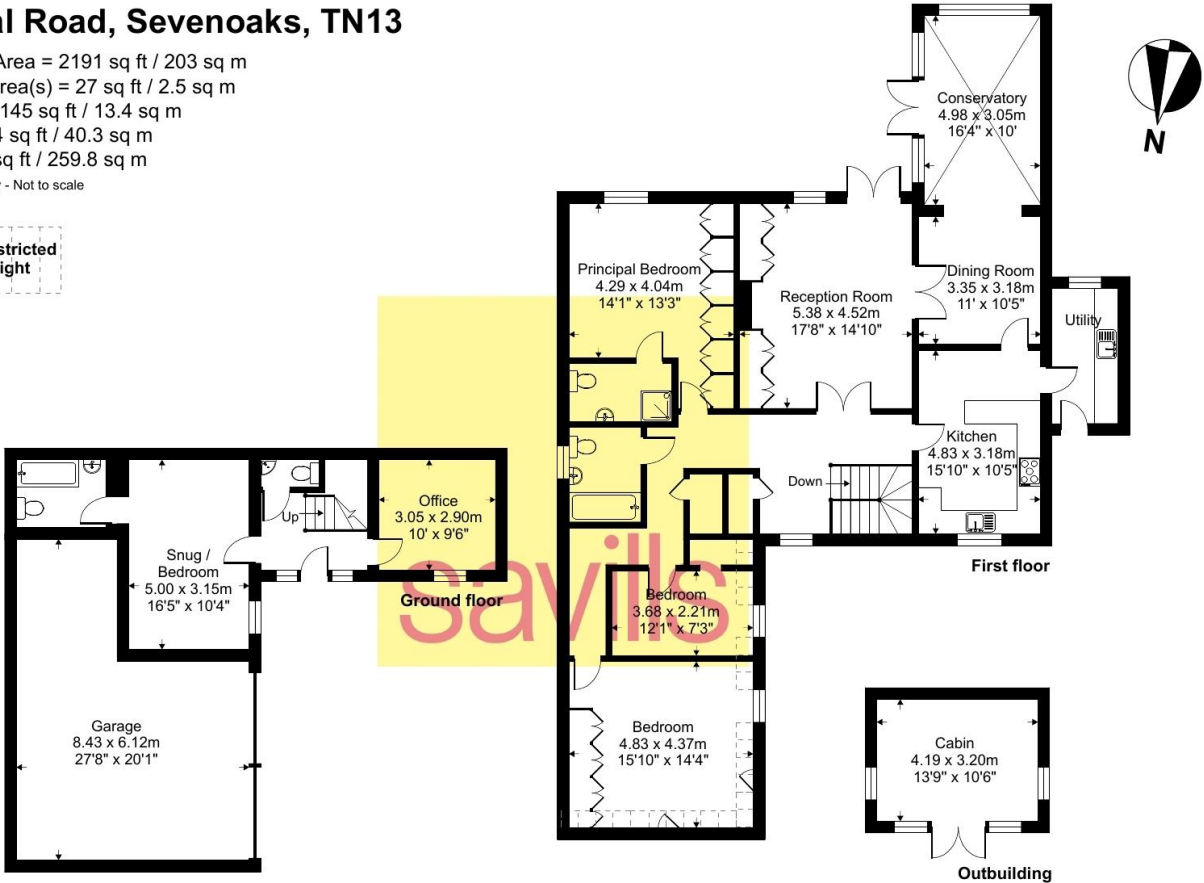 al Road, Sevenoaks, TN13
Area = 2191 sq ft / 203 sq m
rea(s) = 27 sq ft / 2.5 sq m
145 sq ft / 13.4 sq m
4 sq ft / 40.3 sq m
sq ft / 259.8 sq m
- Not to scale
stricted
ight
N
Conservatory
4.98 x 3.05m
16'4" x 10'
Principal Bedroom
4.29 x 4.04m
14'1" x 13'3"
Reception Room
5.38 x 4.52m
17'8" x 14'10"
Dining Room
3.35 x 3.18m
11' x 10'5"
Utility
Kitchen
4.83 x 3.18m
15'10" x 10'5"
Down
First floor
Up
Office
3.05 x 2.90m
10' x 9'6"
Snug /
Bedroom
5.00 x 3.15m
16'5" x 10'4"
Ground floor
savills
Bedroom
3.68 x 2.21m
12'1" x 7'3"
Garage
8.43 x 6.12m
27'8" x 20'1"
Bedroom
4.83 x 4.37m
15'10" x 14'4"
Cabin
4.19 x 3.20m
13'9" x 10'6"
Outbuilding